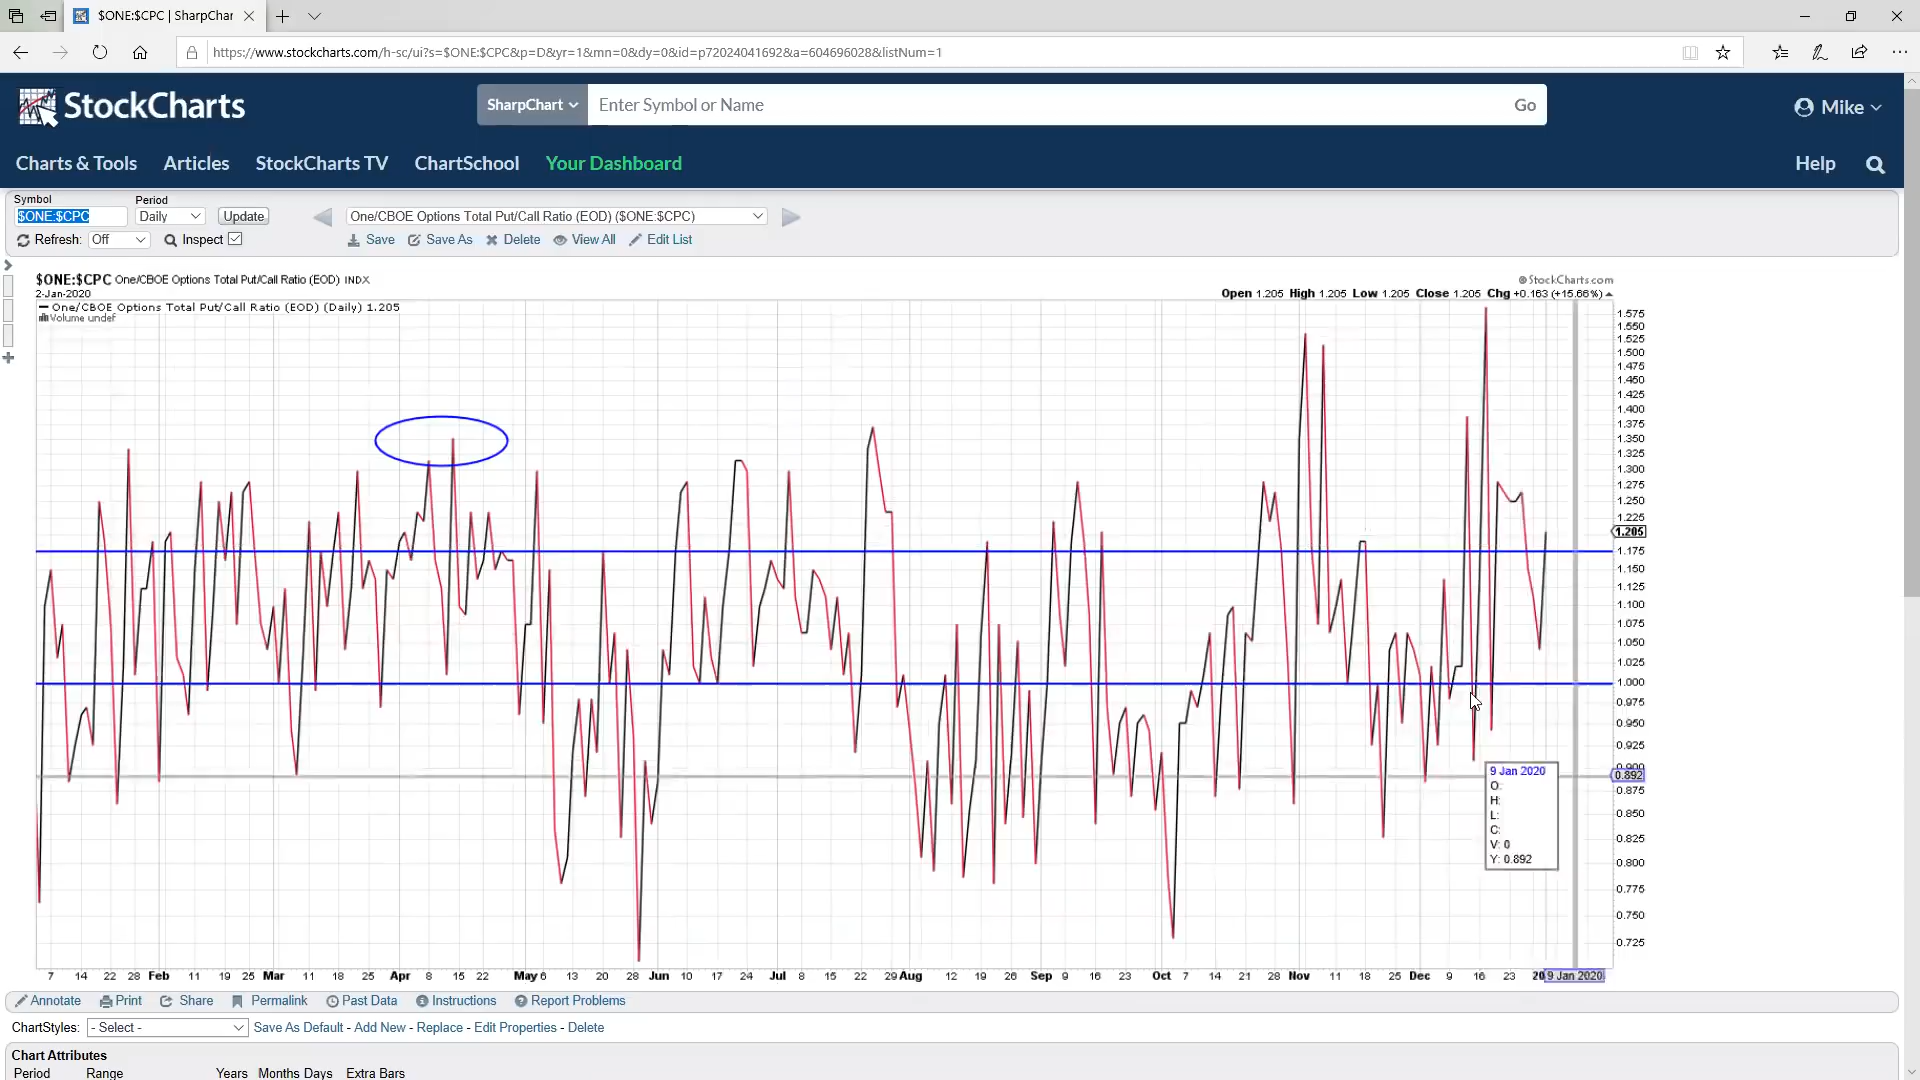 $ONE:$CPC | SharpChar
https://www.stockcharts.com/h-sc/ui?s=$ONE:$CPC&p=D&yr=1&mn=0&dy=0&id=p72024041692&a=604696028&listNum=1
StockCharts
SharpChart
Enter Symbol or Name
Go
Mike
Charts & Tools
Articles
StockCharts TV
ChartSchool
Your Dashboard
Help
Symbol
Period
$ONE:$CPC
Daily
Update
One/CBOE Options Total Put/Call Ratio (EOD) ($ONE:$CPC)
Refresh: Off
Inspect
Save
Save As
Delete
View All
Edit List
$ONE:$CPC One/CBOE Options Total Put/Call Ratio (EOD) INDX
© StockCharts.com
2-Jan-2020
Open 1.205 High 1.205 Low 1.205 Close 1.205 Chg +0.163 (+15.66%)
One/CBOE Options Total Put/Call Ratio (EOD) (Daily) 1.205
Volume undef
1.575
1.550
1.525
1.500
1.475
1.450
1.425
1.400
1.375
1.350
1.325
1.300
1.275
1.250
1.225
1.205
1.175
1.150
1.125
1.100
1.075
1.050
1.025
1.000
0.975
0.950
0.925
0.900
0.892
0.875
0.850
0.825
0.800
0.775
0.750
0.725
9 Jan 2020
O:
H:
L:
C:
V: 0
Y: 0.892
7 14 22 28 Feb 11 19 25 Mar 11 18 25 Apr 8 15 22 May 6 13 20 28 Jun 10 17 24 Jul 8 15 22 Aug 12 19 26 Sep 9 16 23 Oct 7 14 21 28 Nov 11 18 25 Dec 9 16 23 20 9 Jan 2020
Annotate
Print
Share
Permalink
Past Data
Instructions
Report Problems
ChartStyles: - Select - Save As Default - Add New - Replace - Edit Properties - Delete
Chart Attributes
Period Range Years Months Days Extra Bars